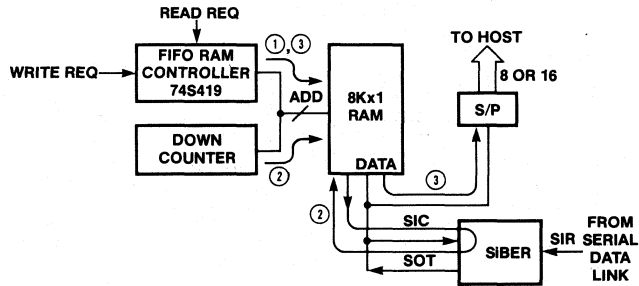 READ REQ
WRITE REQ
FIFO RAM
CONTROLLER
74S419
1, 3
ADD
8Kx1
RAM
DATA
TO HOST
8 OR 16
S/P
DOWN
COUNTER
2
3
2
SIC
SOT
SiBER
SIR
FROM
SERIAL
DATA
LINK